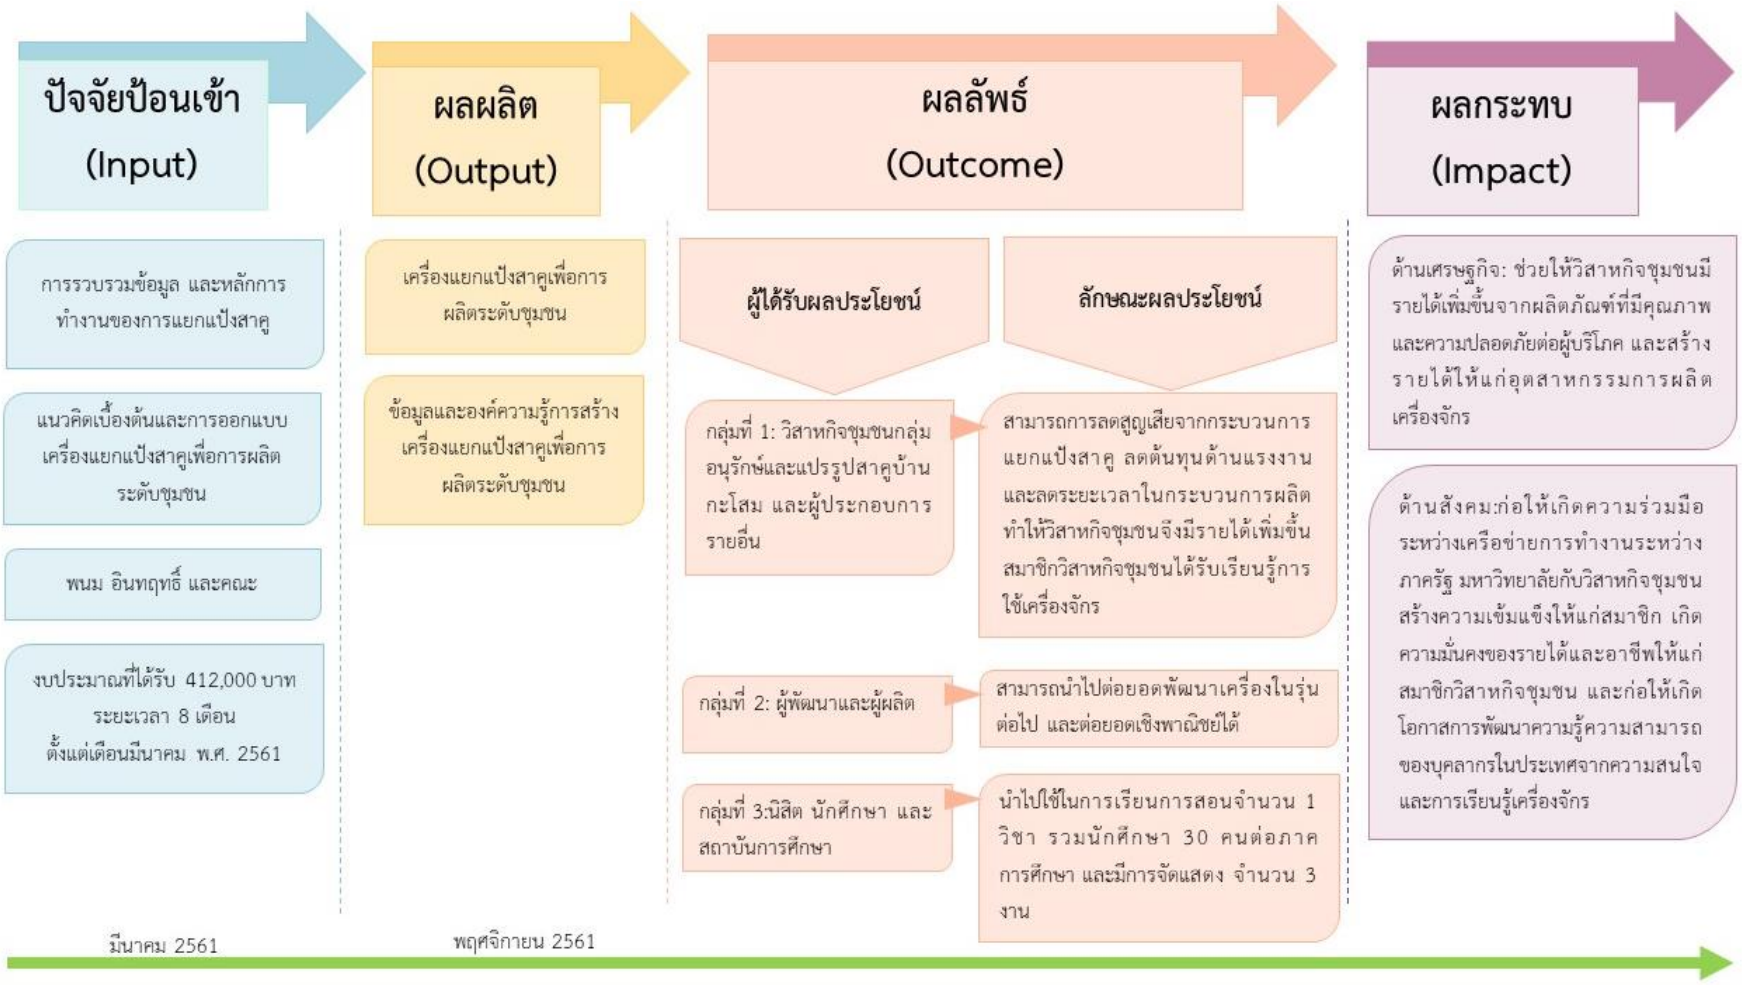 ปัจจัยป้อนเข้า
(Input)
การรวบรวมข้อมูล และหลักการ
ทำงานของการแยกแป้งสาคู
แนวคิดเบื้องต้นและการออกแบบ
เครื่องแยกแป้งสาคูเพื่อการผลิต
ระดับชุมชน
พนม อินทฤทธิ์ และคณะ
งบประมาณที่ได้รับ 412,000 บาท
ระยะเวลา 8 เดือน
ตั้งแต่เดือนมีนาคม พ.ศ. 2561
มีนาคม 2561
ผลผลิต
(Output)
เครื่องแยกแป้งสาคูเพื่อการ
ผลิตระดับชุมชน
ข้อมูลและองค์ความรู้การสร้าง
เครื่องแยกแป้งสาคูเพื่อการ
ผลิตระดับชุมชน
พฤศจิกายน 2561
ผลลัพธ์
(Outcome)
ผู้ได้รับผลประโยชน์
ลักษณะผลประโยชน์
กลุ่มที่ 1: วิสาหกิจชุมชนกลุ่ม
อนุรักษ์และแปรรูปสาคูบ้าน
กะโสม และผู้ประกอบการ
รายอื่น
สามารถการลดสูญเสียจากกระบวนการ
แยกแป้งสาคู ลดต้นทุนด้านแรงงาน
และลดระยะเวลาในกระบวนการผลิต
ทำให้วิสาหกิจชุมชนจึงมีรายได้เพิ่มขึ้น
สมาชิกวิสาหกิจชุมชนได้รับเรียนรู้การ
ใช้เครื่องจักร
กลุ่มที่ 2: ผู้พัฒนาและผู้ผลิต
สามารถนำไปต่อยอดพัฒนาเครื่องในรุ่น
ต่อไป และต่อยอดเชิงพาณิชย์ได้
กลุ่มที่ 3:นิสิต นักศึกษา และ
สถาบันการศึกษา
นำไปใช้ในการเรียนการสอนจำนวน 1
วิชา รวมนักศึกษา 30 คนต่อภาค
การศึกษา และมีการจัดแสดง จำนวน 3
งาน
ผลกระทบ
(Impact)
ด้านเศรษฐกิจ: ช่วยให้วิสาหกิจชุมชนมี
รายได้เพิ่มขึ้นจากผลิตภัณฑ์ที่มีคุณภาพ
และความปลอดภัยต่อผู้บริโภค และสร้าง
รายได้ให้แก่อุตสาหกรรมการผลิต
เครื่องจักร
ด้านสังคม:ก่อให้เกิดความร่วมมือ
ระหว่างเครือข่ายการทำงานระหว่าง
ภาครัฐ มหาวิทยาลัยกับวิสาหกิจชุมชน
สร้างความเข้มแข็งให้แก่สมาชิก เกิด
ความมั่นคงของรายได้และอาชีพให้แก่
สมาชิกวิสาหกิจชุมชน และก่อให้เกิด
โอกาสการพัฒนาความรู้ความสามารถ
ของบุคลากรในประเทศจากความสนใจ
และการเรียนรู้เครื่องจักร